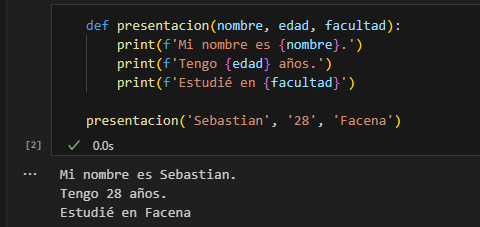 def presentacion(nombre, edad, facultad):
    print(f'Mi nombre es {nombre}.')
    print(f'Tengo {edad} años.')
    print(f'Estudié en {facultad}')
presentacion('Sebastian', '28', 'Facena')
[2] 0.0s
... Mi nombre es Sebastian.
Tengo 28 años.
Estudié en Facena